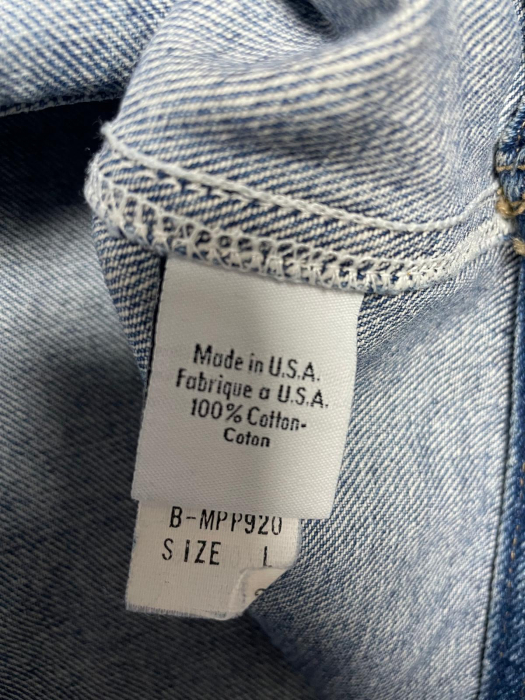 Made in U.S.A.
Fabrique a U.S.A.
100% Cotton-
Coton
B-MPP920
SIZE L